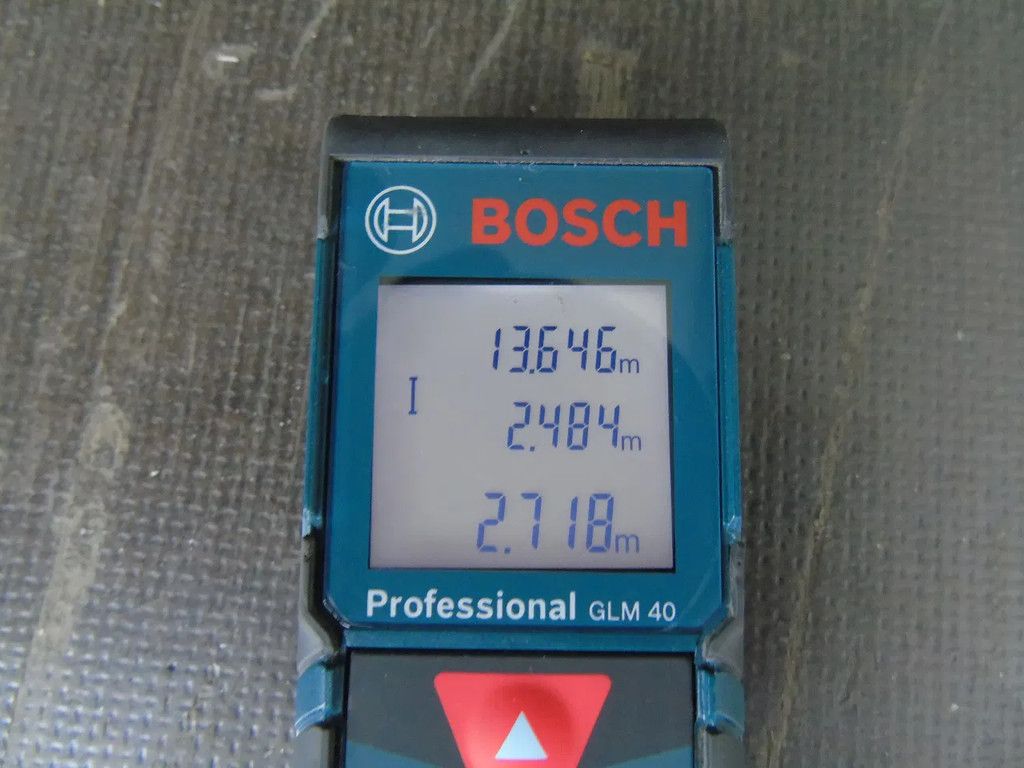 BOSCH
13.646m
I
2.484m
2.718m
Professional GLM 40